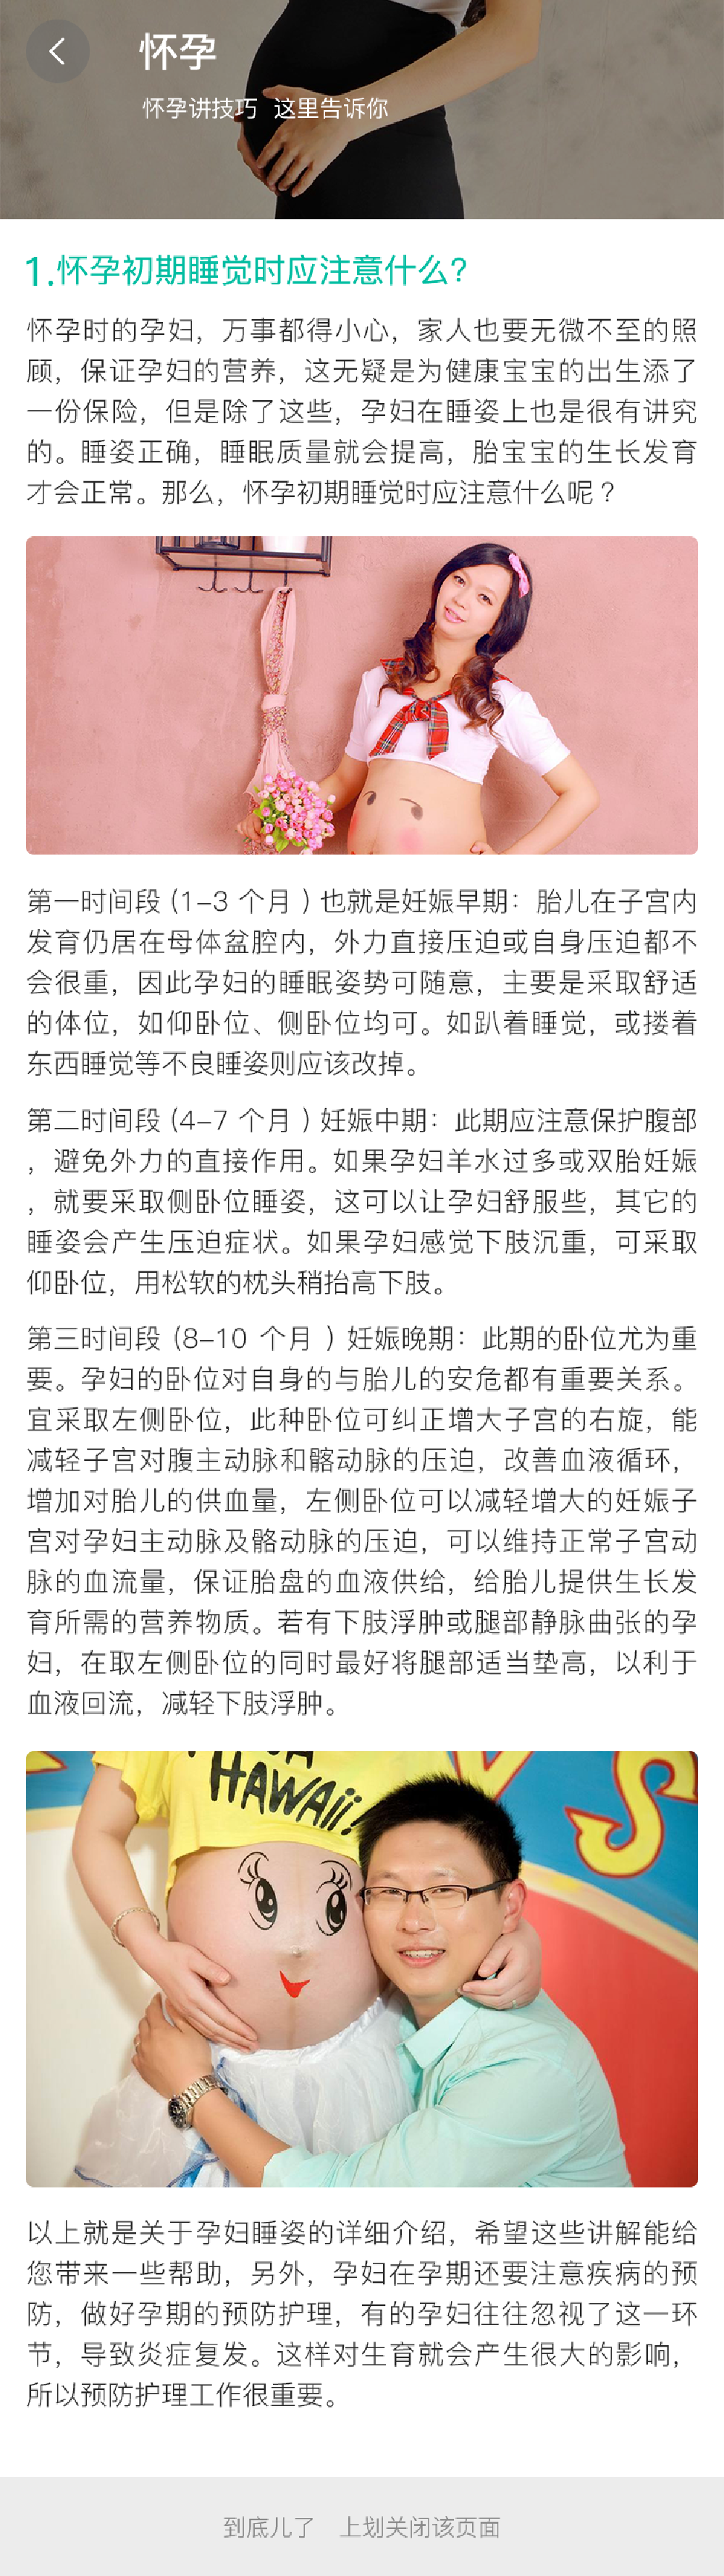 怀孕
怀孕讲技巧 这里告诉你
1.怀孕初期睡觉时应注意什么?
怀孕时的孕妇，万事都得小心，家人也要无微不至的照
顾，保证孕妇的营养，这无疑是为健康宝宝的出生添了
一份保险，但是除了这些，孕妇在睡姿上也是很有讲究
的。睡姿正确，睡眠质量就会提高，胎宝宝的生长发育
才会正常。那么，怀孕初期睡觉时应注意什么呢？
第一时间段 (1-3 个月 ) 也就是妊娠早期：胎儿在子宫内
发育仍居在母体盆腔内，外力直接压迫或自身压迫都不
会很重，因此孕妇的睡眠姿势可随意，主要是采取舒适
的体位，如仰卧位、侧卧位均可。如趴着睡觉，或搂着
东西睡觉等不良睡姿则应该改掉。
第二时间段 (4-7 个月 ) 妊娠中期：此期应注意保护腹部
，避免外力的直接作用。如果孕妇羊水过多或双胎妊娠
，就要采取侧卧位睡姿，这可以让孕妇舒服些，其它的
睡姿会产生压迫症状。如果孕妇感觉下肢沉重，可采取
仰卧位，用松软的枕头稍抬高下肢。
第三时间段 (8-10 个月 ) 妊娠晚期：此期的卧位尤为重
要。孕妇的卧位对自身的与胎儿的安危都有重要关系。
宜采取左侧卧位，此种卧位可纠正增大子宫的右旋，能
减轻子宫对腹主动脉和髂动脉的压迫，改善血液循环，
增加对胎儿的供血量，左侧卧位可以减轻增大的妊娠子
宫对孕妇主动脉及骼动脉的压迫，可以维持正常子宫动
脉的血流量，保证胎盘的血液供给，给胎儿提供生长发
育所需的营养物质。若有下肢浮肿或腿部静脉曲张的孕
妇，在取左侧卧位的同时最好将腿部适当垫高，以利于
血液回流，减轻下肢浮肿。
HAWAii!
S
以上就是关于孕妇睡姿的详细介绍，希望这些讲解能给
您带来一些帮助，另外，孕妇在孕期还要注意疾病的预
防，做好孕期的预防护理，有的孕妇往往忽视了这一环
节，导致炎症复发。这样对生育就会产生很大的影响，
所以预防护理工作很重要。
到底儿了 上划关闭该页面